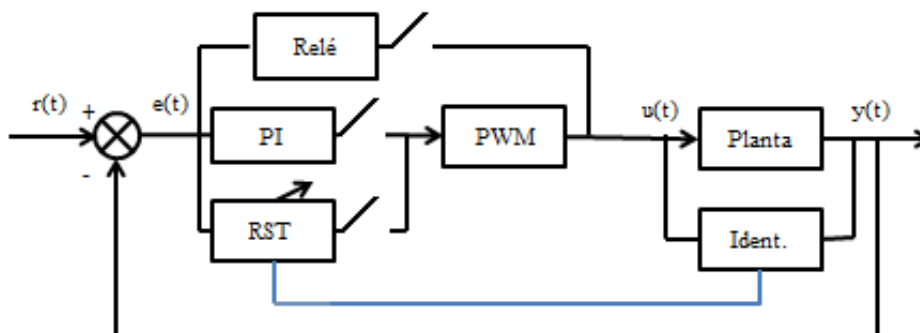 Relé
r(t)
+
e(t)
u(t)
y(t)
PI
PWM
Planta
-
RST
Ident.